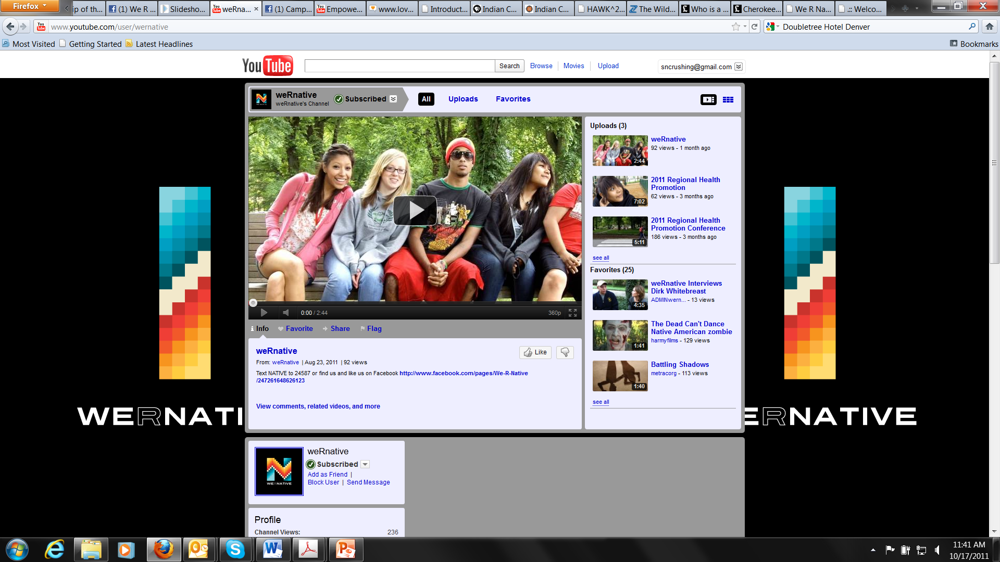 Firefox
ip of th...
(1) We R ...
Slidesho...
weRna...
(1) Camp...
Empowe...
www.lov...
Introduct...
Indian C...
Indian C...
HAWK^2...
The Wild...
Who is a ...
Cherokee...
We R Na...
.:: Welco...
www.youtube.com/user/wernative
Doubletree Hotel Denver
Most Visited
Getting Started
Latest Headlines
Bookmarks
YouTube
Search
Browse
Movies
Upload
sncrushing@gmail.com
weRnative
weRnative's Channel
Subscribed
All
Uploads
Favorites
Uploads (3)
weRnative
92 views - 1 month ago
2:44
2011 Regional Health
Promotion
62 views - 3 months ago
7:02
2011 Regional Health
Promotion Conference
186 views - 3 months ago
5:11
see all
Favorites (25)
weRnative Interviews
Dirk Whitebreast
ADMINwern... - 13 views
4:35
The Dead Can't Dance
Native American zombie
harmyfilms - 129 views
1:41
Battling Shadows
metracorg - 113 views
1:40
see all
0:00 / 2:44
360p
Info
Favorite
Share
Flag
weRnative
Like
From: weRnative | Aug 23, 2011 | 92 views
Text NATIVE to 24587 or find us and like us on Facebook http://www.facebook.com/pages/We-R-Native
/247261648626123
View comments, related videos, and more
WERNATI
ERNATIVE
weRnative
Subscribed
Add as Friend |
Block User | Send Message
WERNATIVE
Profile
Channel Views: 236
11:41 AM
10/17/2011